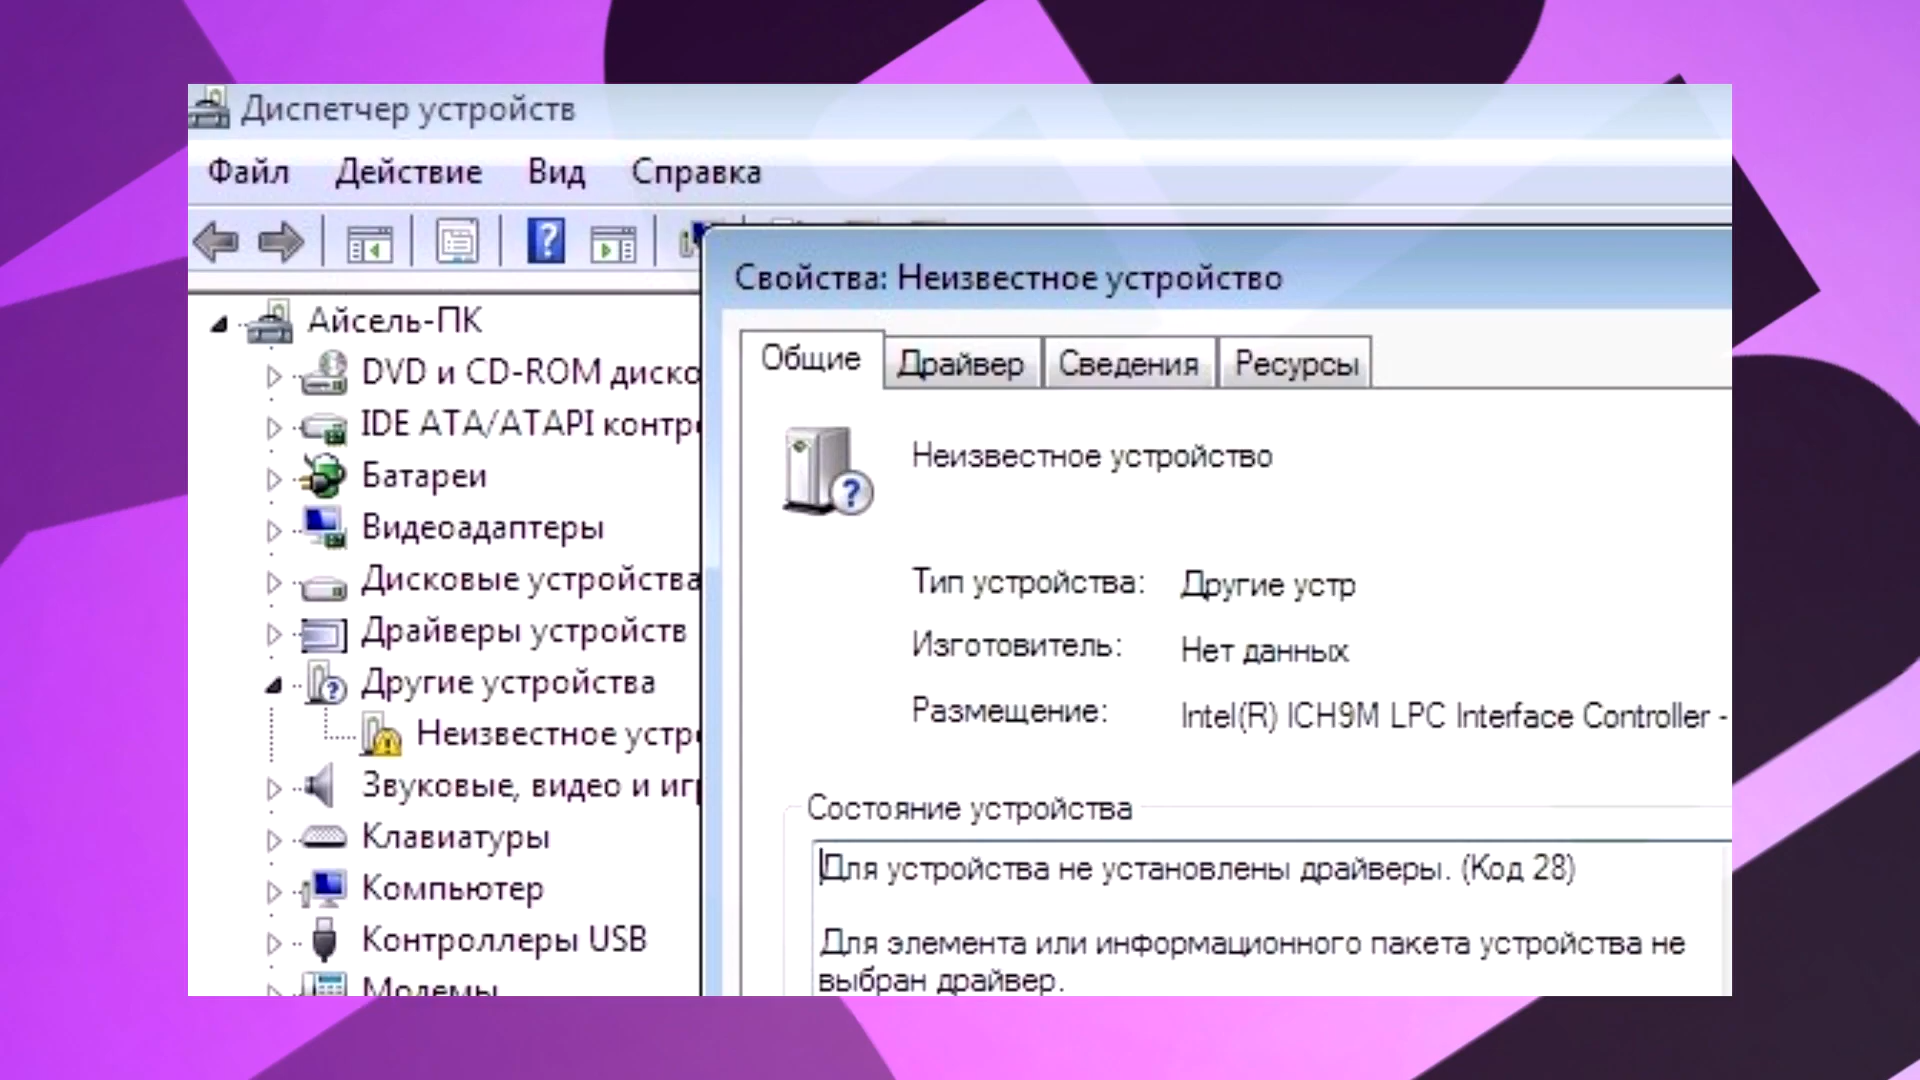 Диспетчер устройств
Файл Действие Вид Справка
Айсель-ПК
DVD и CD-ROM диско
IDE ATA/ATAPI контр
Батареи
Видеоадаптеры
Дисковые устройства
Драйверы устройств
Другие устройства
Неизвестное устр
Звуковые, видео и иг
Клавиатуры
Компьютер
Контроллеры USB
Модемы
Свойства: Неизвестное устройство
Общие Драйвер Сведения Ресурсы
Неизвестное устройство
Тип устройства: Другие устр
Изготовитель: Нет данных
Размещение: Intel(R) ICH9M LPC Interface Controller -
Состояние устройства
Для устройства не установлены драйверы. (Код 28)
Для элемента или информационного пакета устройства не
выбран драйвер.